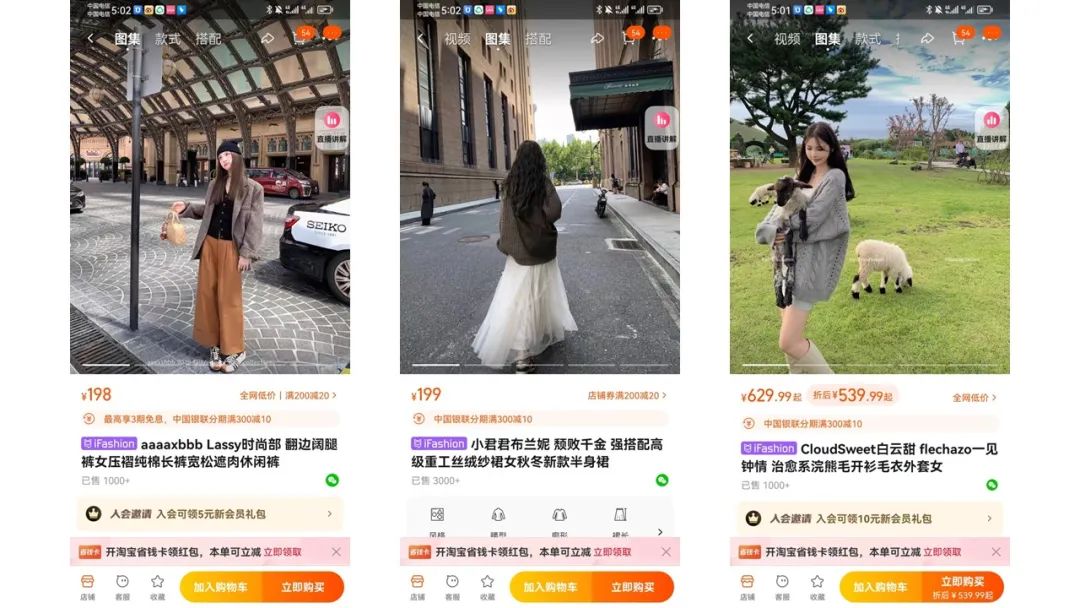 中国电信
中国电信
5:02
图集 款式 搭配
54
直播讲解
SEIKO
¥198
全网低价 | 满200减20 >
最高享3期免息，中国银联分期满300减10
iFashion aaaaxbbb Lassy时尚部 翻边阔腿
裤女压褶纯棉长裤宽松遮肉休闲裤
已售 1000+
入会邀请 入会可领5元新会员礼包 >
省钱卡 开淘宝省钱卡领红包，本单可立减 立即领取
店铺 客服 收藏 加入购物车 立即购买
中国电信
中国电信
5:02
视频 图集 搭配
54
直播讲解
¥199
店铺券满200减20 >
中国银联分期满300减10
iFashion 小君君布兰妮 颓败千金 强搭配高
级重工丝绒纱裙女秋冬新款半身裙
已售 3000+
风格 腰型 廓形 裙长 >
省钱卡 开淘宝省钱卡领红包，本单可立减 立即领取
店铺 客服 收藏 加入购物车 立即购买
中国电信
中国电信
5:01
视频 图集 款式
54
直播讲解
¥629.99起 折后¥539.99起
全网低价 >
中国银联分期满300减10
iFashion CloudSweet白云甜 flechazo一见
钟情 治愈系浣熊毛开衫毛衣外套女
已售 1000+
入会邀请 入会可领10元新会员礼包 >
省钱卡 开淘宝省钱卡领红包，本单可立减 立即领取
店铺 客服 收藏 加入购物车 立即购买
折后¥539.99起